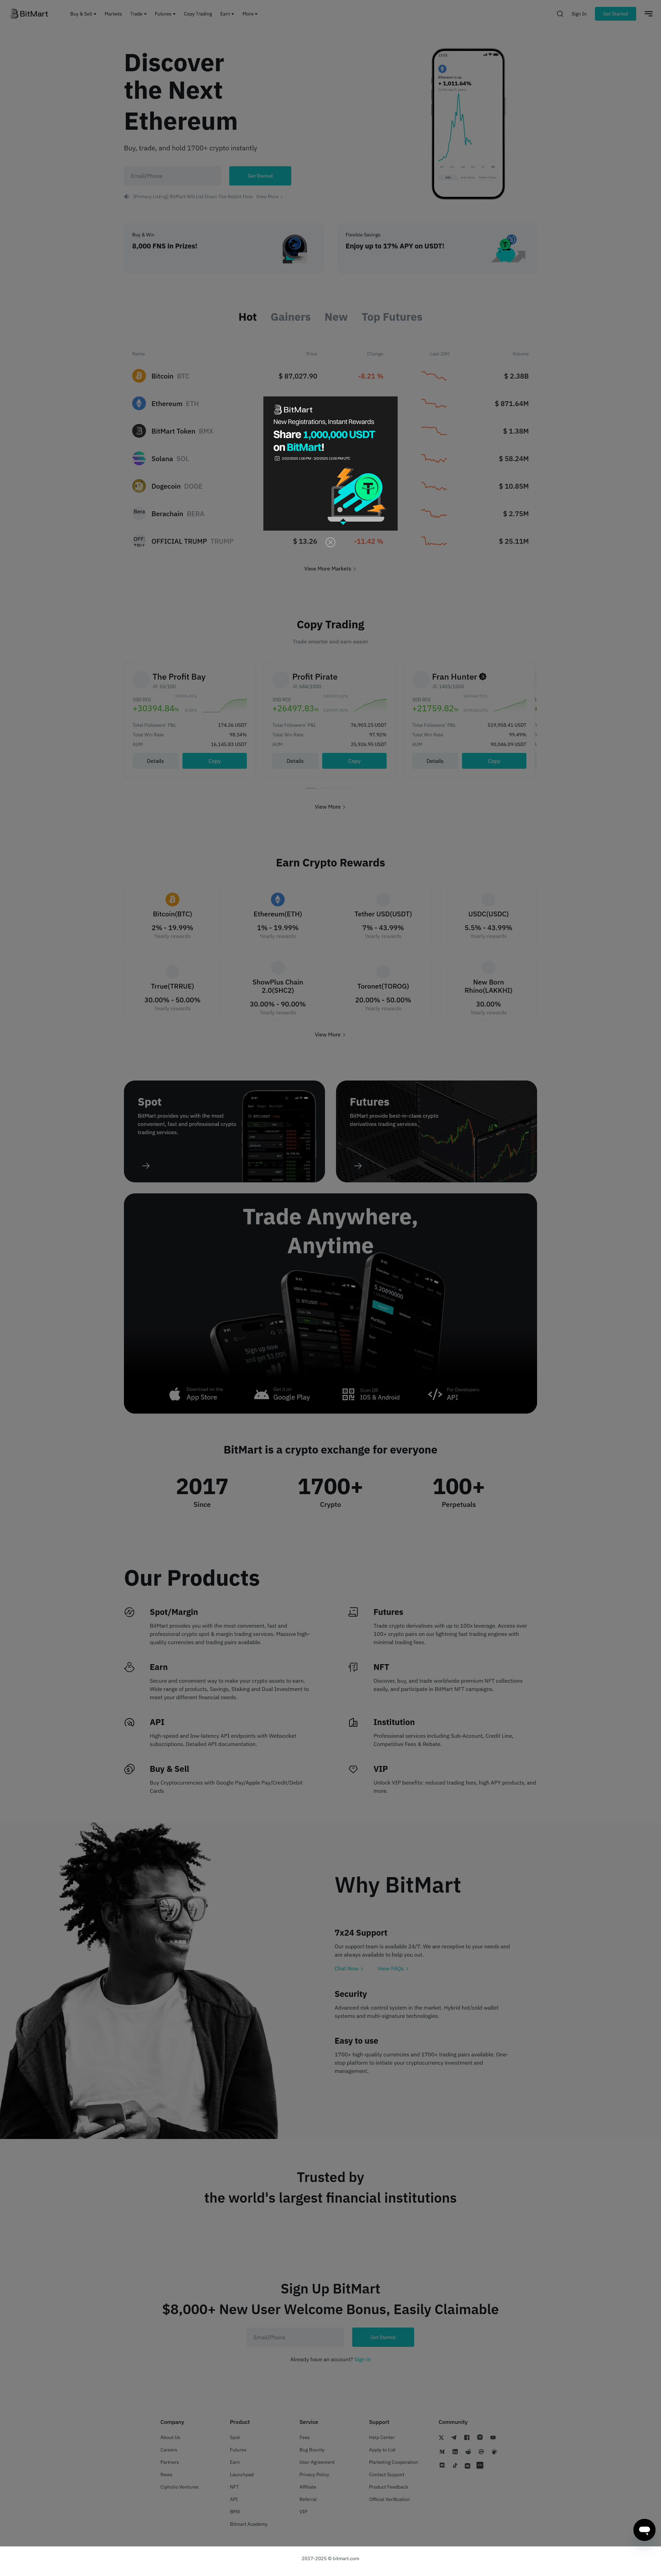 BitMart
Buy & Sell
Markets
Trade
Futures
Copy Trading
Earn
More
Sign In
Get Started
Discover
the Next
Ethereum
Buy, trade, and hold 1700+ crypto instantly
Email/Phone
Get Started
View More
+ 1,011.64%
Buy & Win
8,000 FNS in Prizes!
Flexible Savings
Enjoy up to 17% APY on USDT!
Hot
Gainers
New
Top Futures
Name
Price
Change
Last 24h
Volume
Bitcoin BTC
$ 87,027.90
-8.21 %
$ 2.38B
Ethereum ETH
$ 871.64M
BitMart Token BMX
$ 1.38M
Solana SOL
$ 58.24M
Dogecoin DOGE
$ 10.85M
Berachain BERA
$ 2.75M
OFFICIAL TRUMP TRUMP
$ 13.26
-11.42 %
$ 25.11M
BitMart
New Registrations, Instant Rewards
Share 1,000,000 USDT
on BitMart!
View More Markets
Copy Trading
Trade smarter and earn easier
The Profit Bay
50/100
+30394.84%
Total Followers' P&L
174.26 USDT
Total Win Rate
98.34%
AUM
16,145.83 USDT
Details
Copy
Profit Pirate
684/1000
+26497.83%
Total Followers' P&L
76,903.25 USDT
Total Win Rate
97.92%
AUM
25,926.95 USDT
Details
Copy
Fran Hunter
1403/1500
+21759.82%
Total Followers' P&L
519,958.41 USDT
Total Win Rate
99.49%
AUM
90,046.09 USDT
Details
Copy
View More
Earn Crypto Rewards
Bitcoin(BTC)
2% - 19.99%
Yearly rewards
Ethereum(ETH)
1% - 19.99%
Yearly rewards
Tether USD(USDT)
7% - 43.99%
Yearly rewards
USDC(USDC)
5.5% - 43.99%
Yearly rewards
Trrue(TRRUE)
30.00% - 50.00%
Yearly rewards
ShowPlus Chain
2.0(SHC2)
30.00% - 90.00%
Yearly rewards
Toronet(TOROG)
20.00% - 50.00%
Yearly rewards
New Born
Rhino(LAKKHI)
30.00%
Yearly rewards
View More
Spot
BitMart provides you with the most
convenient, fast and professional crypto
trading services.
Futures
BitMart provide best-in-class crypto
derivatives trading services.
Trade Anywhere,
Anytime
Sign up now
and $3,005
Download on the
App Store
Get it on
Google Play
Scan QR
IOS & Android
For Developers
API
BitMart is a crypto exchange for everyone
2017
Since
1700+
Crypto
100+
Perpetuals
Our Products
Spot/Margin
BitMart provides you with the most convenient, fast and
professional crypto spot & margin trading services. Massive high-
quality currencies and trading pairs available.
Futures
Trade crypto derivatives with up to 100x leverage. Access over
100+ crypto pairs on our lightning fast trading engines with
minimal trading fees.
Earn
Secure and convenient way to make your crypto assets to earn.
Wide range of products, Savings, Staking and Dual Investment to
meet your different financial needs.
NFT
Discover, buy, and trade worldwide premium NFT collections
easily, and participate in BitMart NFT campaigns.
API
High-speed and low-latency API endpoints with Websocket
subscriptions. Detailed API documentation.
Institution
Professional services including Sub-Account, Credit Line,
Competitive Fees & Rebate.
Buy & Sell
Buy Cryptocurrencies with Google Pay/Apple Pay/Credit/Debit
Cards
VIP
Unlock VIP benefits: reduced trading fees, high APY products, and
more.
Why BitMart
7x24 Support
Our support team is available 24/7. We are receptive to your needs and
are always available to help you out.
Chat Now
View FAQs
Security
Advanced risk control system in the market. Hybrid hot/cold wallet
systems and multi-signature technologies.
Easy to use
1700+ high-quality currencies and 1700+ trading pairs available. One-
stop platform to initiate your cryptocurrency investment and
management.
Trusted by
the world's largest financial institutions
Sign Up BitMart
$8,000+ New User Welcome Bonus, Easily Claimable
Email/Phone
Get Started
Already have an account? Sign in
Company
About Us
Careers
Partners
News
Cipholio Ventures
Product
Spot
Futures
Earn
Launchpad
NFT
API
BMX
Bitmart Academy
Service
Fees
Bug Bounty
User Agreement
Privacy Policy
Affiliate
Referral
VIP
Support
Help Center
Apply to List
Marketing Cooperation
Contact Support
Product Feedback
Official Verification
Community
2017-2025 © bitmart.com